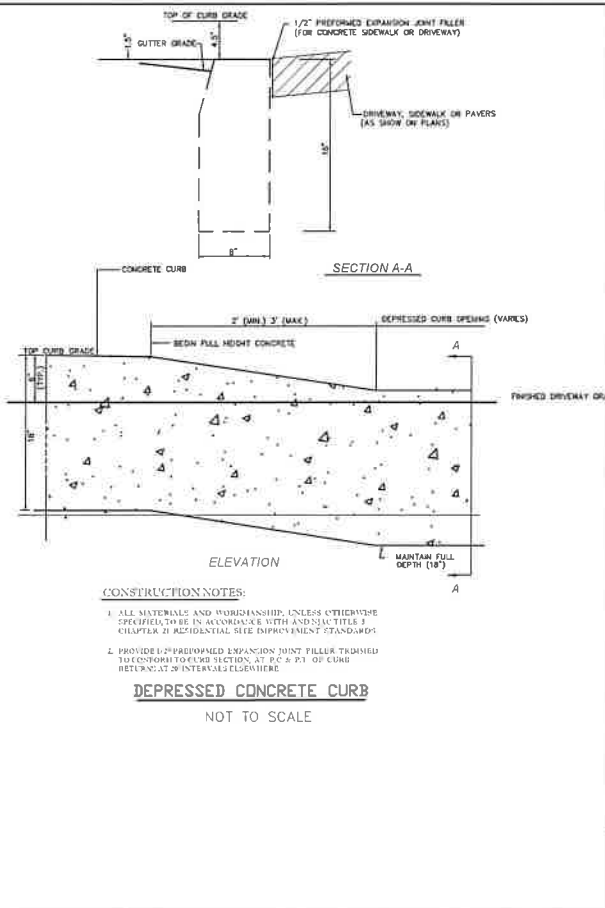 TOP OF CURB GRADE
1/2" PREFORMED EXPANSION JOINT FILLER
(FOR CONCRETE SIDEWALK OR DRIVEWAY)
1.5"
GUTTER GRADE
4.5"
DRIVEWAY, SIDEWALK OR PAVERS
(AS SHOW ON PLANS)
18"
8"
SECTION A-A
CONCRETE CURB
2' (MIN.) 3' (MAX.)
DEPRESSED CURB OPENING (VARIES)
BEGIN FULL HEIGHT CONCRETE
TOP CURB GRADE
A
6"
(TYP.)
FINISHED DRIVEWAY GRA
18"
ELEVATION
MAINTAIN FULL
DEPTH (18")
A
CONSTRUCTION NOTES:
1. ALL MATERIALS AND WORKMANSHIP, UNLESS OTHERWISE
SPECIFIED, TO BE IN ACCORDANCE WITH AND NJAC TITLE 5
CHAPTER 21 RESIDENTIAL SITE IMPROVEMENT STANDARDS
2. PROVIDE 1/2" PREFORMED EXPANSION JOINT FILLER TRIMMED
TO CONFORM TO CURB SECTION, AT P.C & P.T. OF CURB
RETURNS AT 20' INTERVALS ELSEWHERE
DEPRESSED CONCRETE CURB
NOT TO SCALE